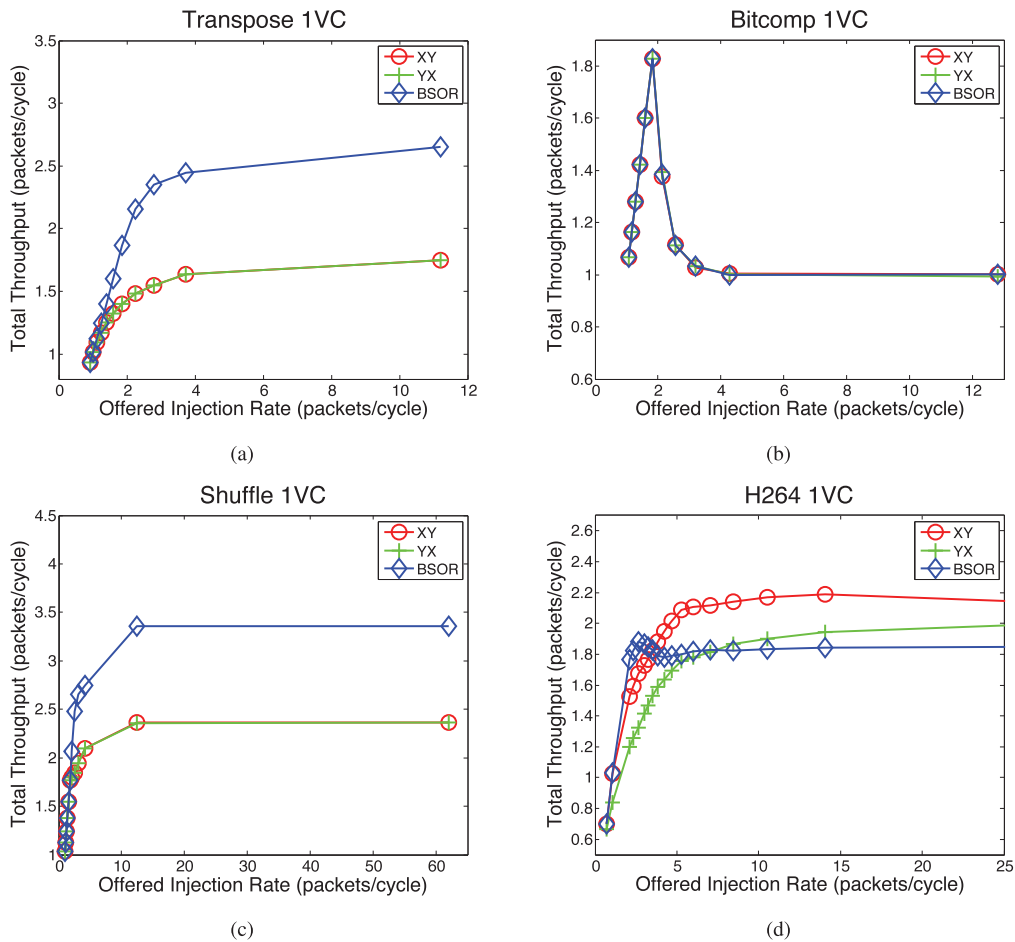 Transpose 1VC
3.5
3
2.5
2
1.5
1
0
2
4
6
8
10
12
XY
YX
BSOR
Total Throughput (packets/cycle)
Offered Injection Rate (packets/cycle)
(a)
Bitcomp 1VC
1.8
1.6
1.4
1.2
1
0.8
0.6
0
2
4
6
8
10
12
XY
YX
BSOR
Total Throughput (packets/cycle)
Offered Injection Rate (packets/cycle)
(b)
Shuffle 1VC
4.5
4
3.5
3
2.5
2
1.5
1
0
10
20
30
40
50
60
XY
YX
BSOR
Total Throughput (packets/cycle)
Offered Injection Rate (packets/cycle)
(c)
H264 1VC
2.6
2.4
2.2
2
1.8
1.6
1.4
1.2
1
0.8
0.6
0
5
10
15
20
25
XY
YX
BSOR
Total Throughput (packets/cycle)
Offered Injection Rate (packets/cycle)
(d)